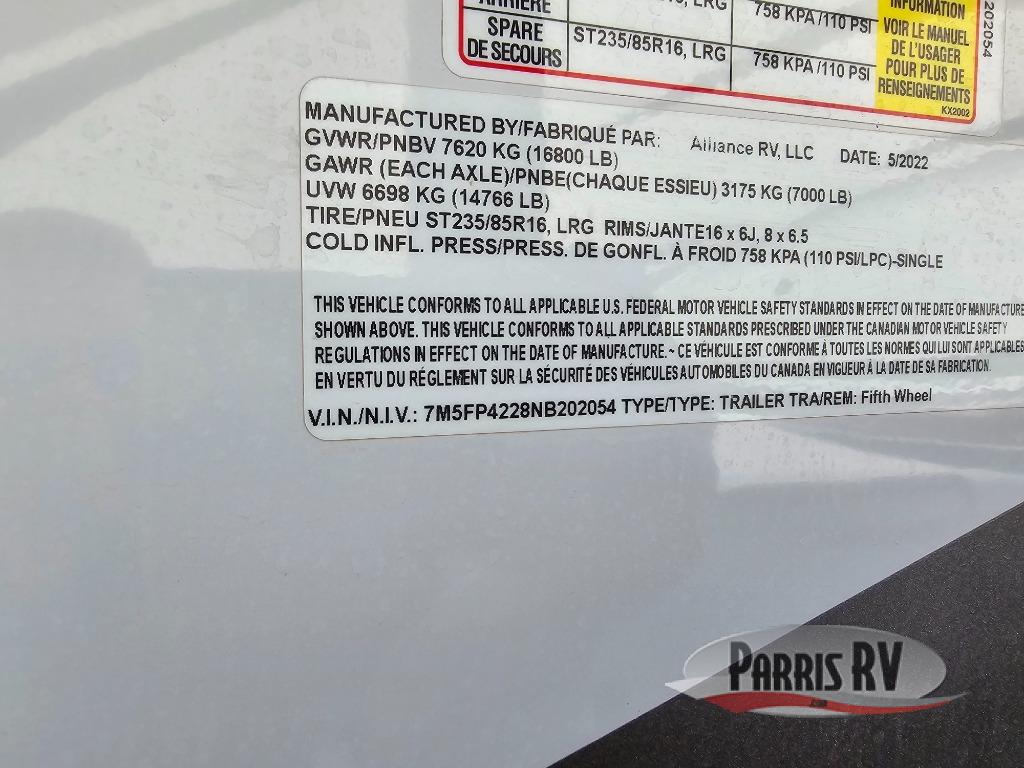 ARRIÈRE LRG 758 KPA /110 PSI
SPARE
DE SECOURS ST235/85R16, LRG 758 KPA /110 PSI
INFORMATION
VOIR LE MANUEL
DE L'USAGER
POUR PLUS DE
RENSEIGNEMENTS
KX2002
202054
MANUFACTURED BY/FABRIQUÉ PAR: Alliance RV, LLC DATE: 5/2022
GVWR/PNBV 7620 KG (16800 LB)
GAWR (EACH AXLE)/PNBE(CHAQUE ESSIEU) 3175 KG (7000 LB)
UVW 6698 KG (14766 LB)
TIRE/PNEU ST235/85R16, LRG RIMS/JANTE16 x 6J, 8 x 6.5
COLD INFL. PRESS/PRESS. DE GONFL. À FROID 758 KPA (110 PSI/LPC)-SINGLE
THIS VEHICLE CONFORMS TO ALL APPLICABLE U.S. FEDERAL MOTOR VEHICLE SAFETY STANDARDS IN EFFECT ON THE DATE OF MANUFACTURE
SHOWN ABOVE. THIS VEHICLE CONFORMS TO ALL APPLICABLE STANDARDS PRESCRIBED UNDER THE CANADIAN MOTOR VEHICLE SAFETY
REGULATIONS IN EFFECT ON THE DATE OF MANUFACTURE. ~ CE VÉHICULE EST CONFORME À TOUTES LES NORMES QUI LUI SONT APPLICABLES
EN VERTU DU RÉGLEMENT SUR LA SÉCURITÉ DES VÉHICULES AUTOMOBILES DU CANADA EN VIGUEUR À LA DATE DE SA FABRICATION.
V.I.N./N.I.V.: 7M5FP4228NB202054 TYPE/TYPE: TRAILER TRA/REM: Fifth Wheel
PARRIS RV